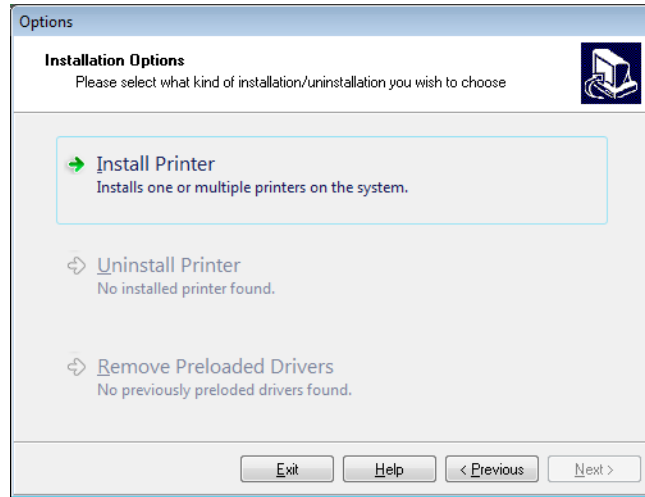 Options
Installation Options
Please select what kind of installation/uninstallation you wish to choose
Install Printer
Installs one or multiple printers on the system.
Uninstall Printer
No installed printer found.
Remove Preloaded Drivers
No previously preloded drivers found.
Exit Help < Previous Next >